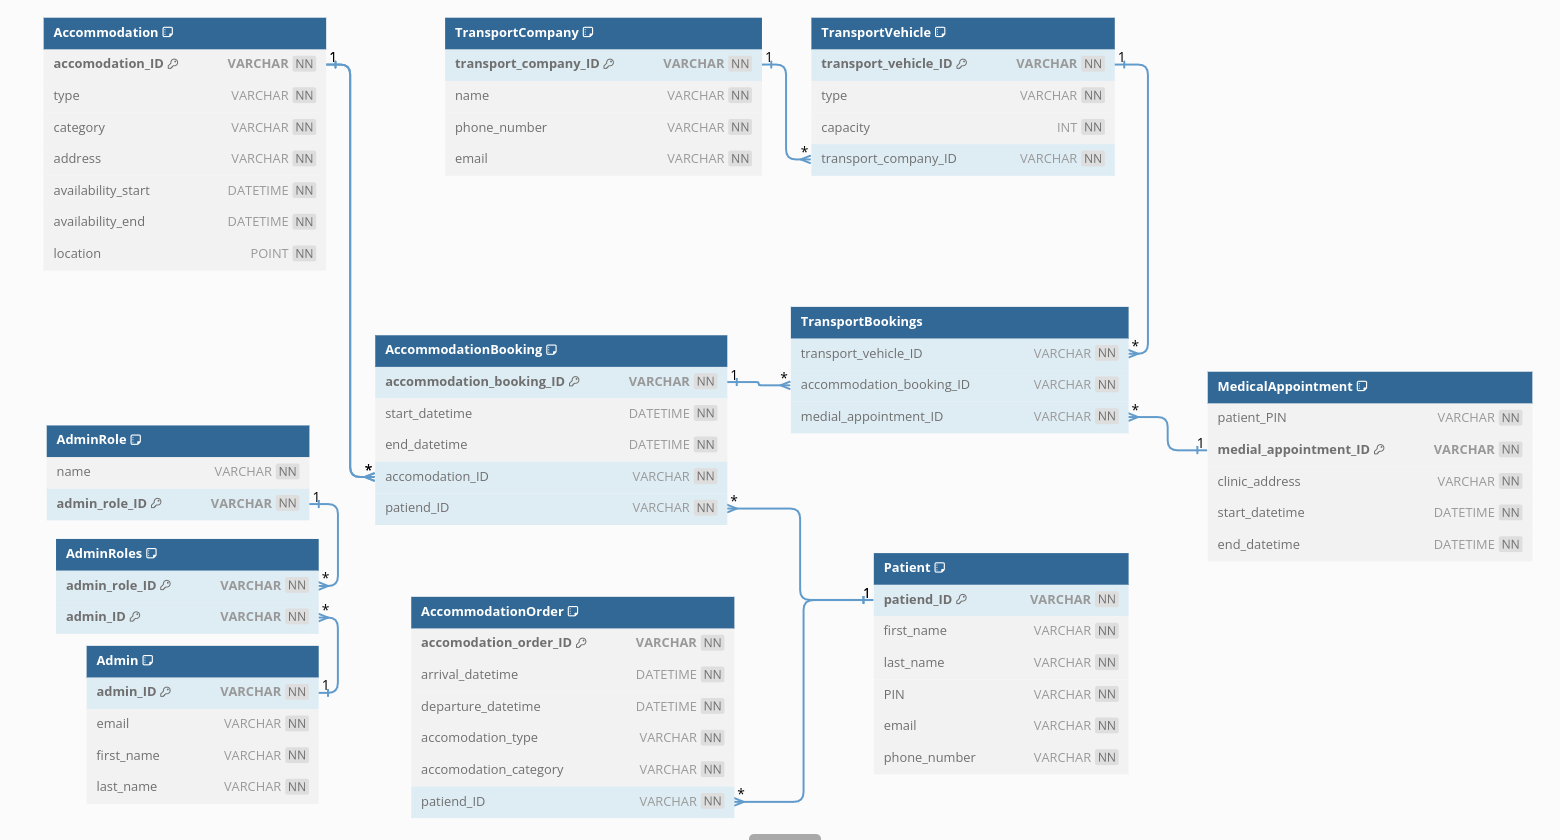 Accommodation
accomodation_ID VARCHAR NN
type VARCHAR NN
category VARCHAR NN
address VARCHAR NN
availability_start DATETIME NN
availability_end DATETIME NN
location POINT NN
1
*
TransportCompany
transport_company_ID VARCHAR NN
name VARCHAR NN
phone_number VARCHAR NN
email VARCHAR NN
1
*
TransportVehicle
transport_vehicle_ID VARCHAR NN
type VARCHAR NN
capacity INT NN
transport_company_ID VARCHAR NN
1
*
AccommodationBooking
accommodation_booking_ID VARCHAR NN
start_datetime DATETIME NN
end_datetime DATETIME NN
accomodation_ID VARCHAR NN
patiend_ID VARCHAR NN
1
*
*
TransportBookings
transport_vehicle_ID VARCHAR NN
accommodation_booking_ID VARCHAR NN
medial_appointment_ID VARCHAR NN
*
1
MedicalAppointment
patient_PIN VARCHAR NN
medial_appointment_ID VARCHAR NN
clinic_address VARCHAR NN
start_datetime DATETIME NN
end_datetime DATETIME NN
AdminRole
name VARCHAR NN
admin_role_ID VARCHAR NN
1
AdminRoles
admin_role_ID VARCHAR NN
admin_ID VARCHAR NN
*
*
Admin
admin_ID VARCHAR NN
email VARCHAR NN
first_name VARCHAR NN
last_name VARCHAR NN
1
AccommodationOrder
accomodation_order_ID VARCHAR NN
arrival_datetime DATETIME NN
departure_datetime DATETIME NN
accomodation_type VARCHAR NN
accomodation_category VARCHAR NN
patiend_ID VARCHAR NN
*
1
Patient
patiend_ID VARCHAR NN
first_name VARCHAR NN
last_name VARCHAR NN
PIN VARCHAR NN
email VARCHAR NN
phone_number VARCHAR NN